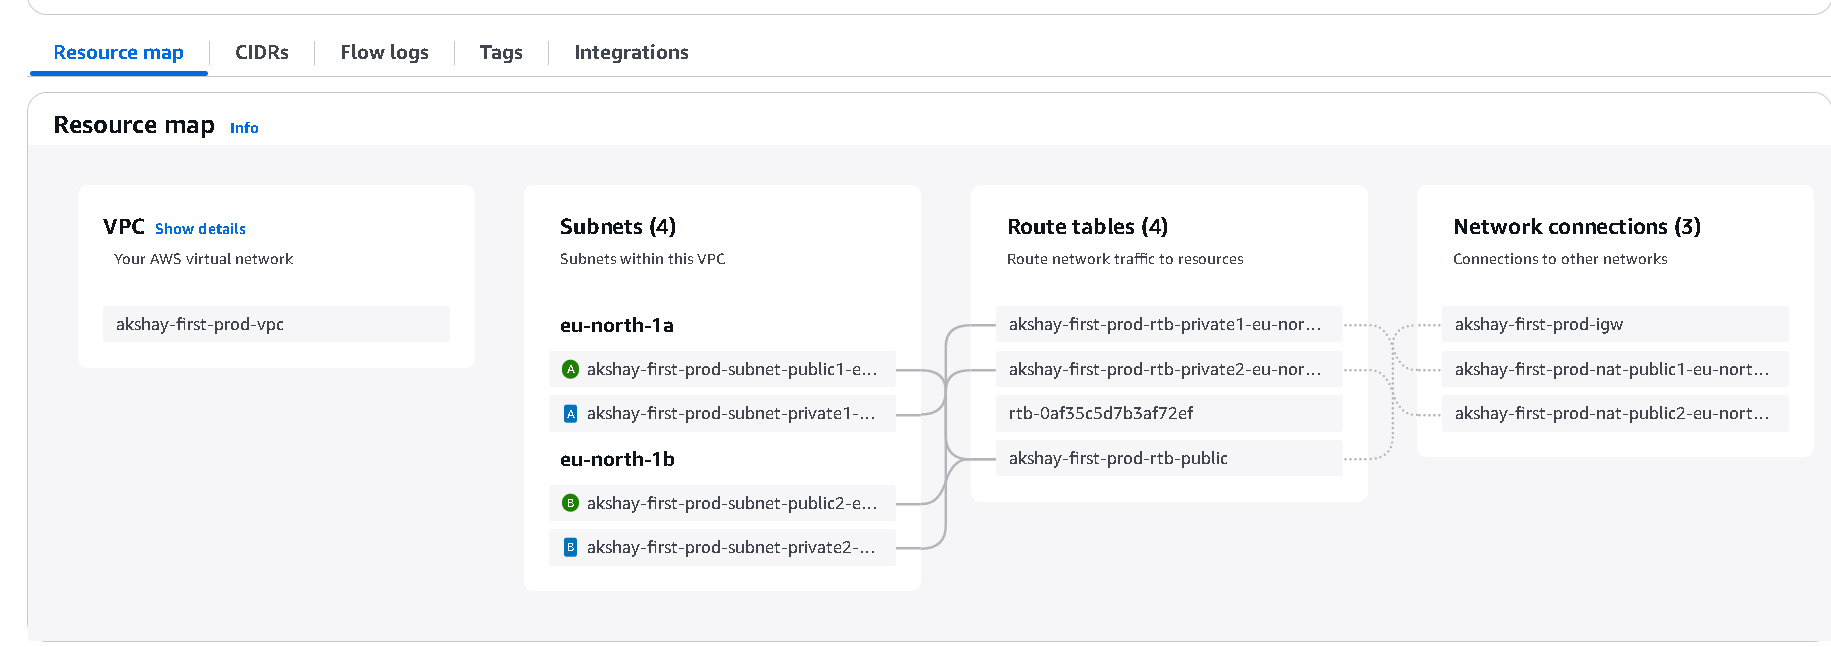 Resource map
CIDRs
Flow logs
Tags
Integrations
Resource map Info
VPC Show details
Your AWS virtual network
akshay-first-prod-vpc
Subnets (4)
Subnets within this VPC
eu-north-1a
A akshay-first-prod-subnet-public1-e...
A akshay-first-prod-subnet-private1-...
eu-north-1b
B akshay-first-prod-subnet-public2-e...
B akshay-first-prod-subnet-private2-...
Route tables (4)
Route network traffic to resources
akshay-first-prod-rtb-private1-eu-nor...
akshay-first-prod-rtb-private2-eu-nor...
rtb-0af35c5d7b3af72ef
akshay-first-prod-rtb-public
Network connections (3)
Connections to other networks
akshay-first-prod-igw
akshay-first-prod-nat-public1-eu-nort...
akshay-first-prod-nat-public2-eu-nort...